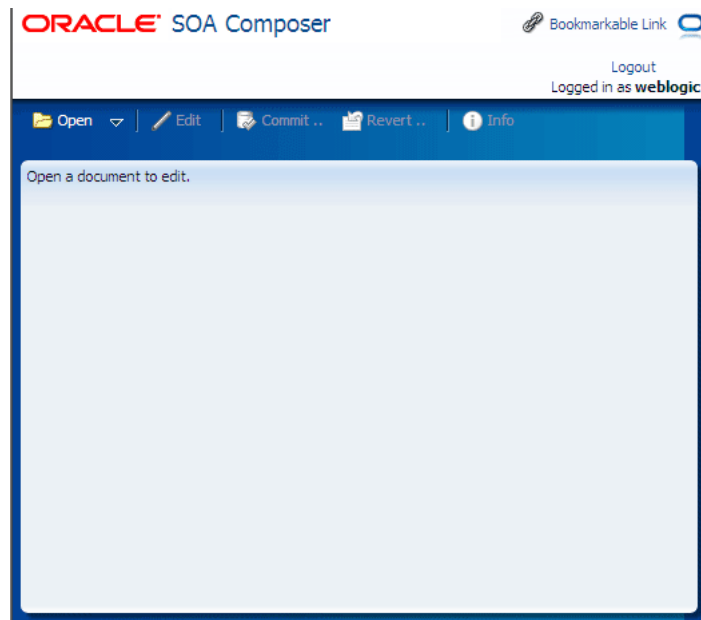 ORACLE SOA Composer
Bookmarkable Link
Logout
Logged in as weblogic
Open Edit Commit .. Revert .. Info
Open a document to edit.